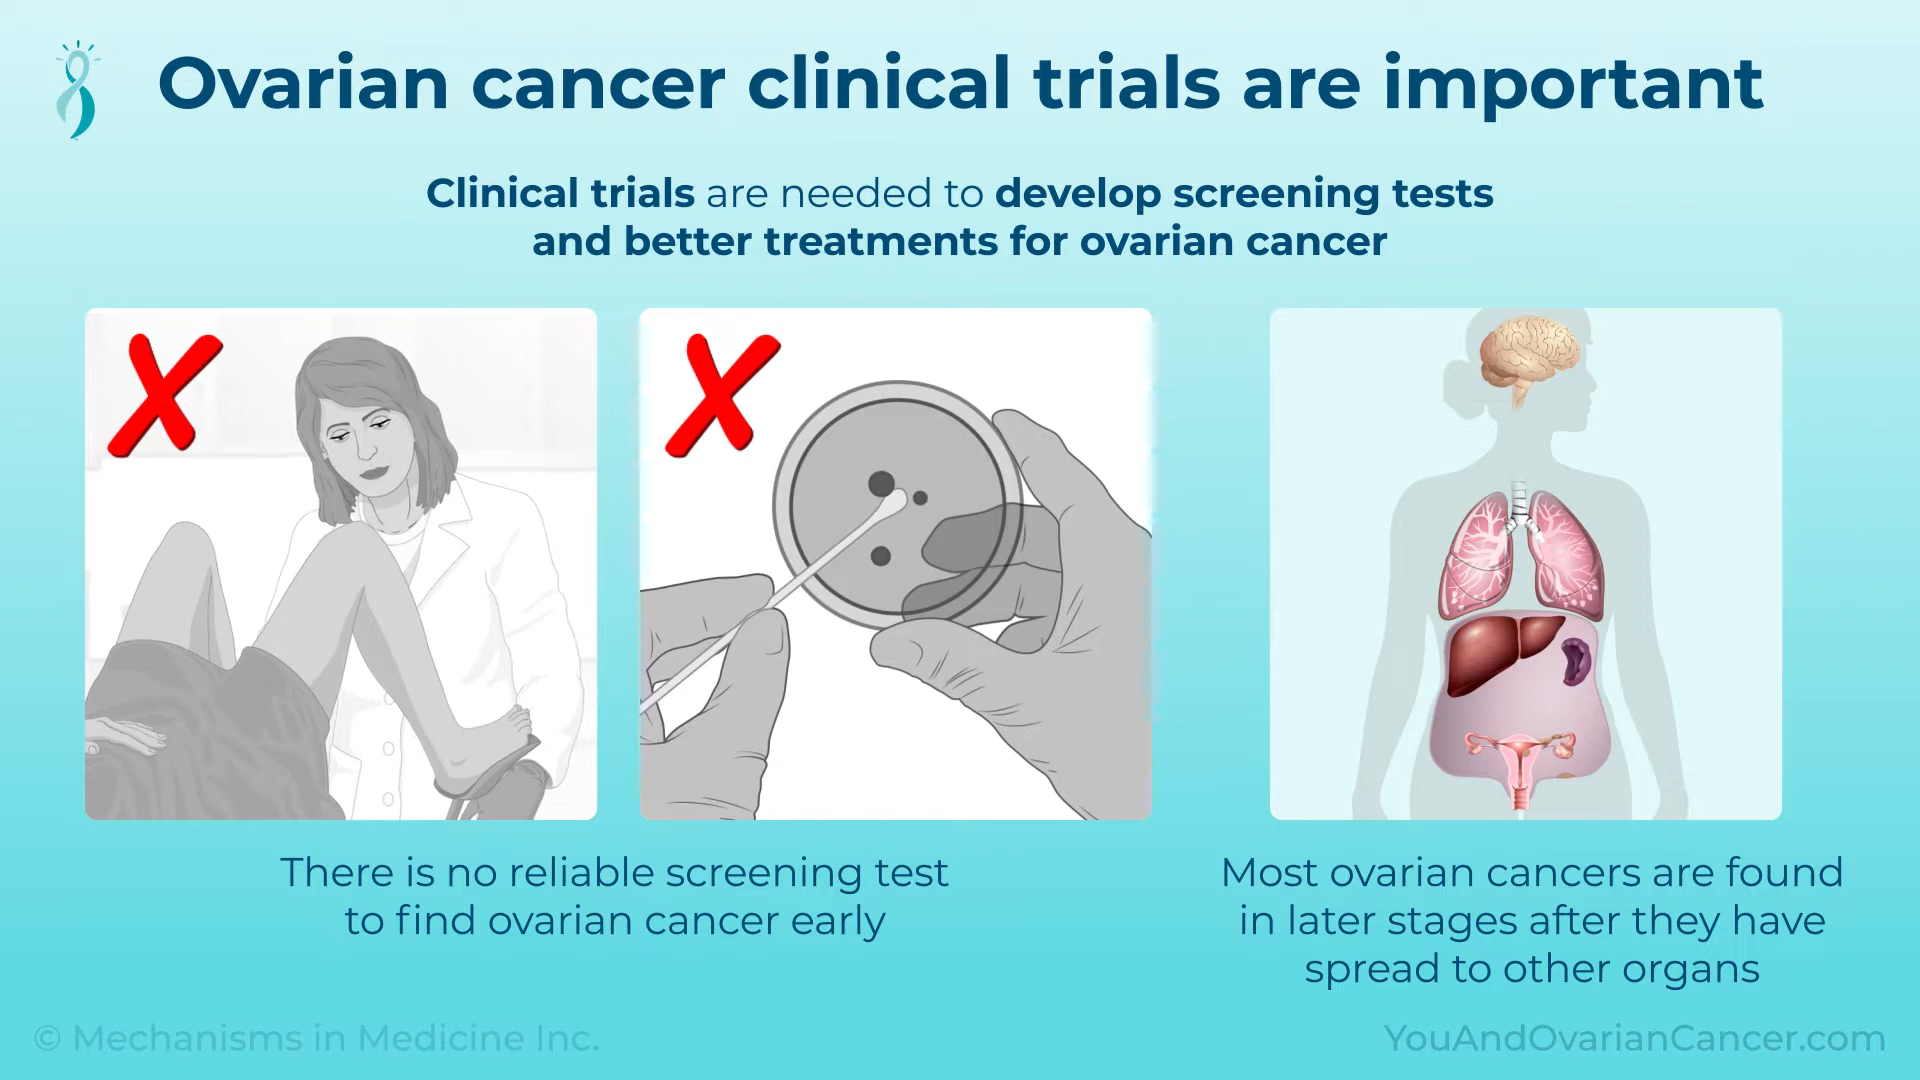 Ovarian cancer clinical trials are important
Clinical trials are needed to develop screening tests
and better treatments for ovarian cancer
There is no reliable screening test
to find ovarian cancer early
Most ovarian cancers are found
in later stages after they have
spread to other organs
© Mechanisms in Medicine Inc.
YouAndOvarianCancer.com